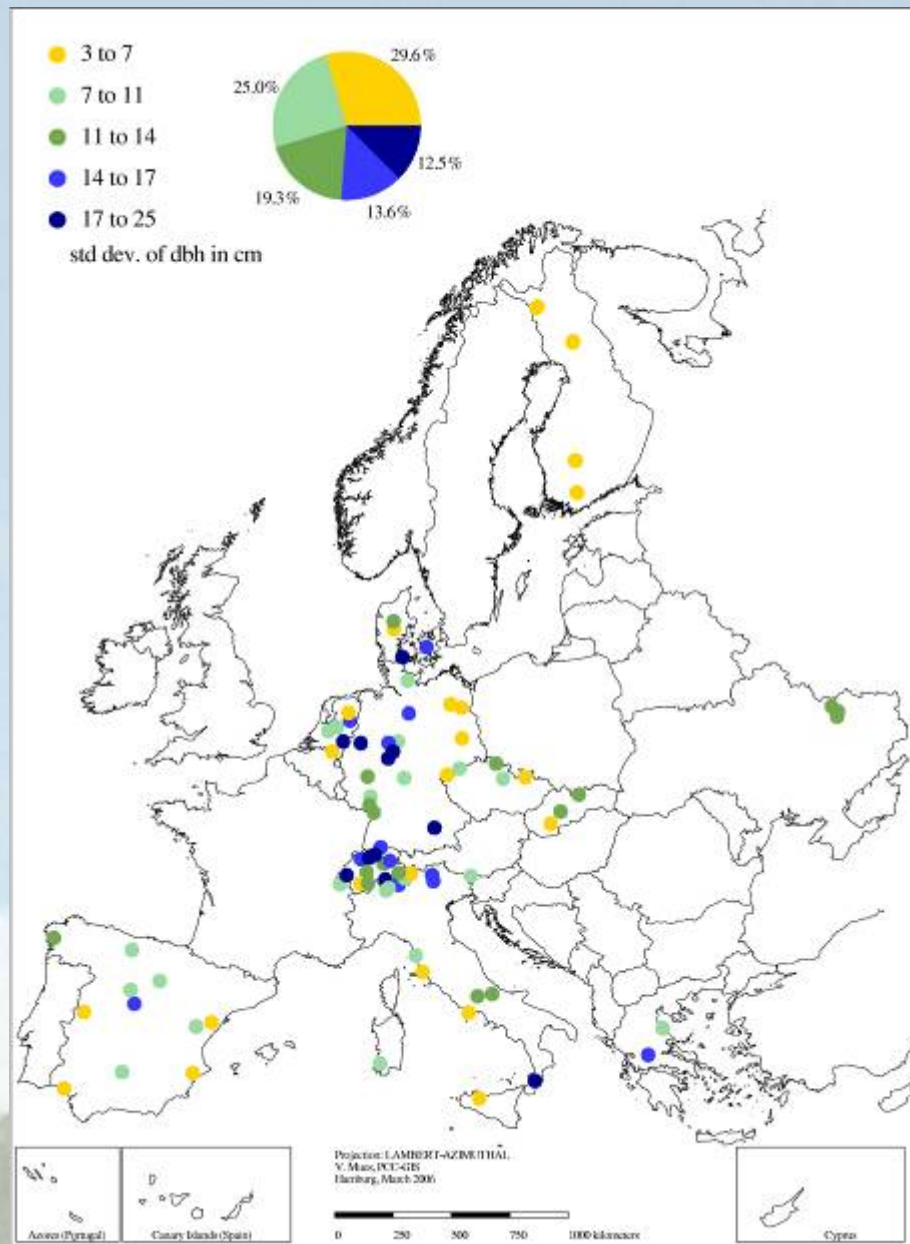 3 to 7
7 to 11
11 to 14
14 to 17
17 to 25
std dev. of dbh in cm
29.6%
25.0%
12.5%
19.3%
13.6%
Projection: LAMBERT-AZIMUTHAL
PCC-GIS
Hamburg, March 2006
0 250 500 750 1000 kilometers
Azores (Portugal)
Canary Islands (Spain)
Cyprus